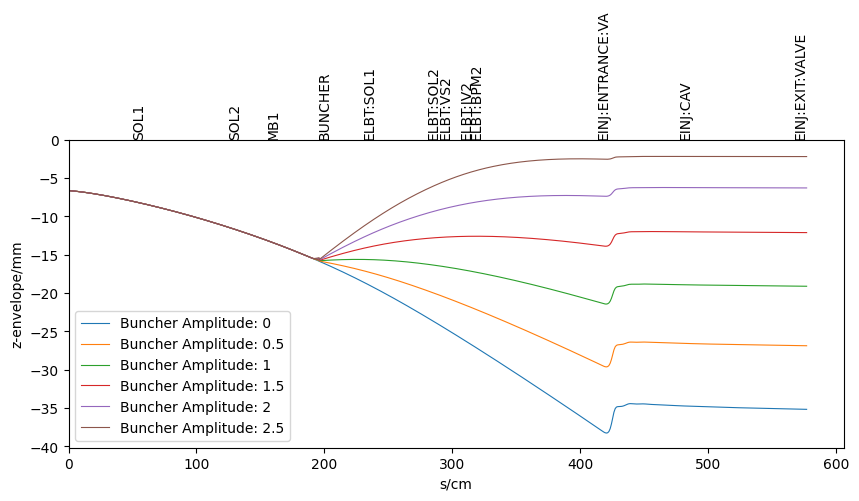 SOL1
SOL2
MB1
BUNCHER
ELBT:SOL1
ELBT:SOL2
ELBT:VS2
ELBT:IV2
ELBT:BPM2
EINJ:ENTRANCE:VA
EINJ:CAV
EINJ:EXIT:VALVE
0
−5
−10
−15
−20
−25
−30
−35
−40
z-envelope/mm
Buncher Amplitude: 0
Buncher Amplitude: 0.5
Buncher Amplitude: 1
Buncher Amplitude: 1.5
Buncher Amplitude: 2
Buncher Amplitude: 2.5
0 100 200 300 400 500 600
s/cm